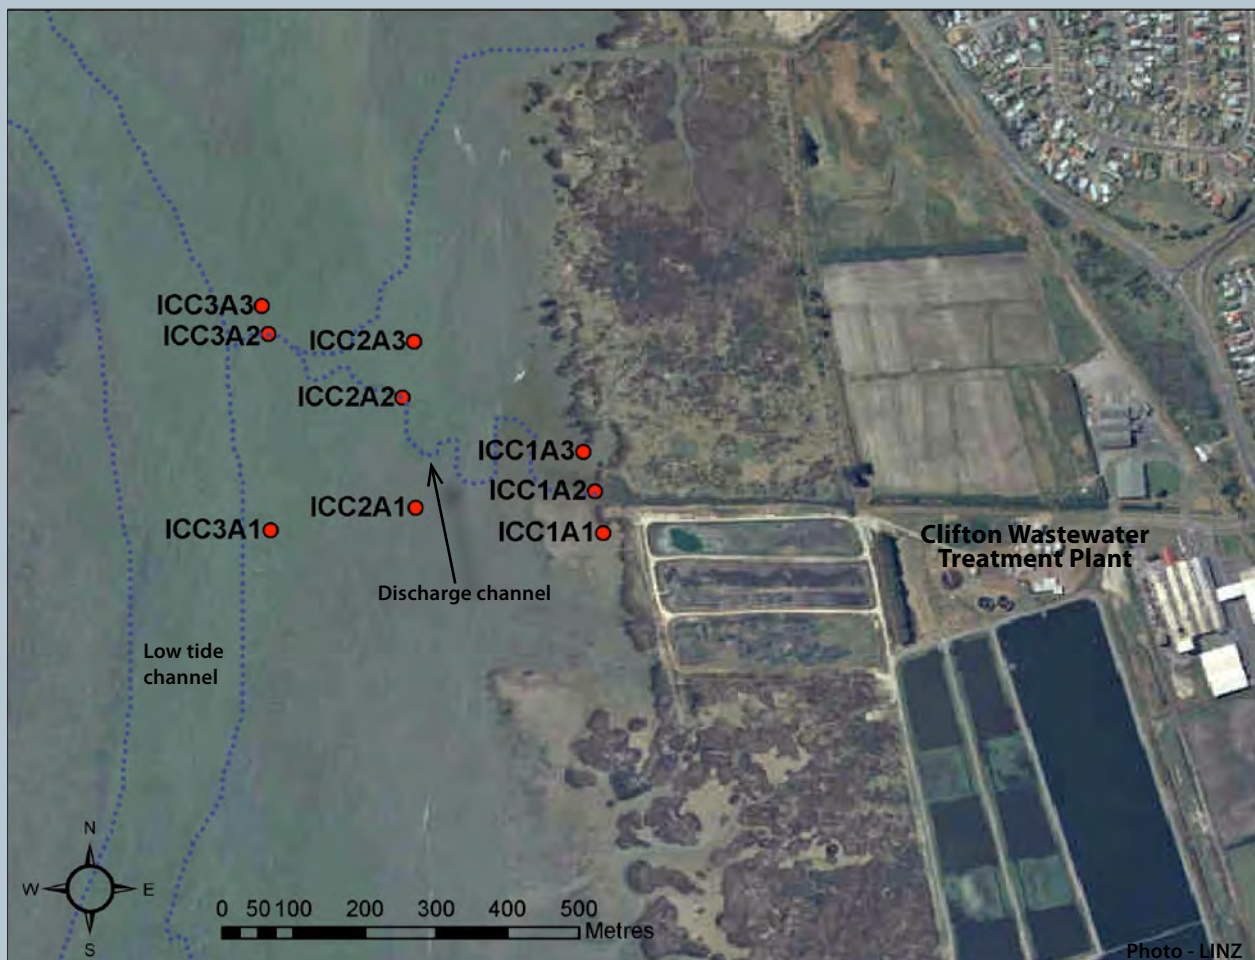 ICC3A3
ICC3A2
ICC2A3
ICC2A2
ICC1A3
ICC1A2
ICC2A1
ICC3A1
ICC1A1
Clifton Wastewater
Treatment Plant
Discharge channel
Low tide
channel
N
W E
S
0 50 100 200 300 400 500
Metres
Photo - LINZ